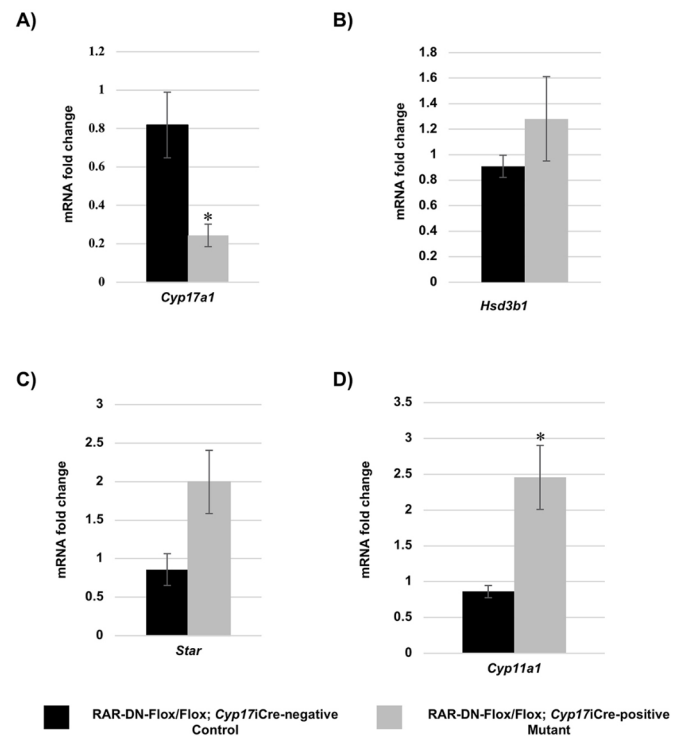 A)
mRNA fold change
1.2
1
0.8
0.6
0.4
0.2
0
*
Cyp17a1
B)
mRNA fold change
1.8
1.6
1.4
1.2
1
0.8
0.6
0.4
0.2
0
Hsd3b1
C)
mRNA fold change
3
2.5
2
1.5
1
0.5
0
Star
D)
mRNA fold change
3.5
3
2.5
2
1.5
1
0.5
0
*
Cyp11a1
RAR-DN-Flox/Flox; Cyp17iCre-negative
Control
RAR-DN-Flox/Flox; Cyp17iCre-positive
Mutant